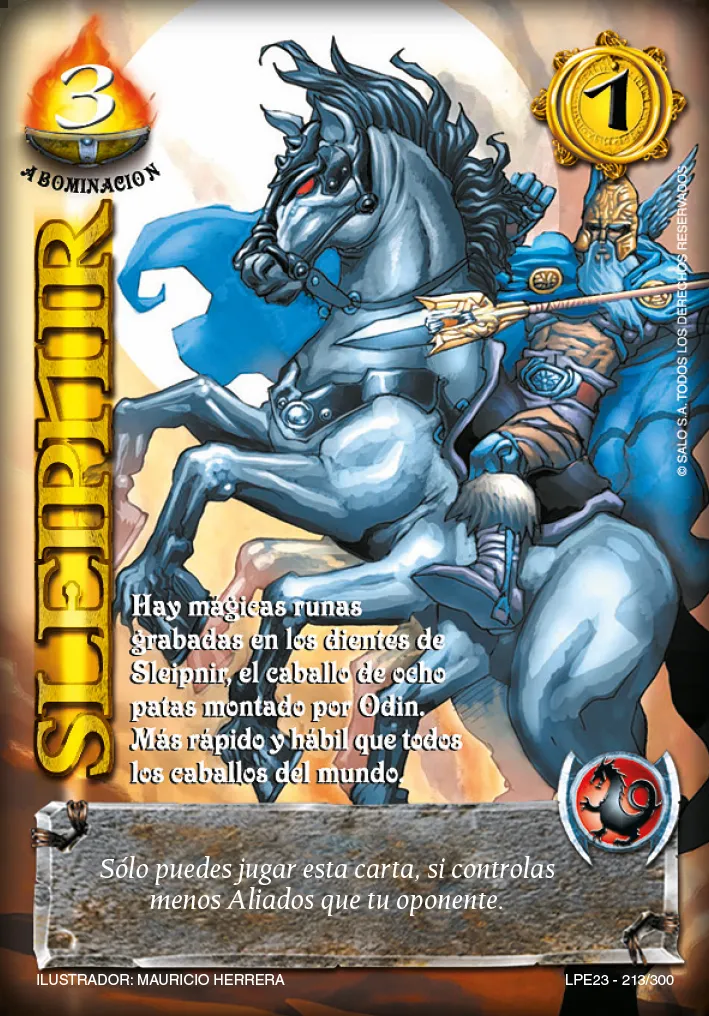 3
ABOMINACION
1
SLEIPNIR
© SALO S.A. TODOS LOS DERECHOS RESERVADOS
Hay mágicas runas
grabadas en los dientes de
Sleipnir, el caballo de ocho
patas montado por Odin.
Más rápido y hábil que todos
los caballos del mundo.
Sólo puedes jugar esta carta, si controlas
menos Aliados que tu oponente.
ILUSTRADOR: MAURICIO HERRERA
LPE23 - 213/300